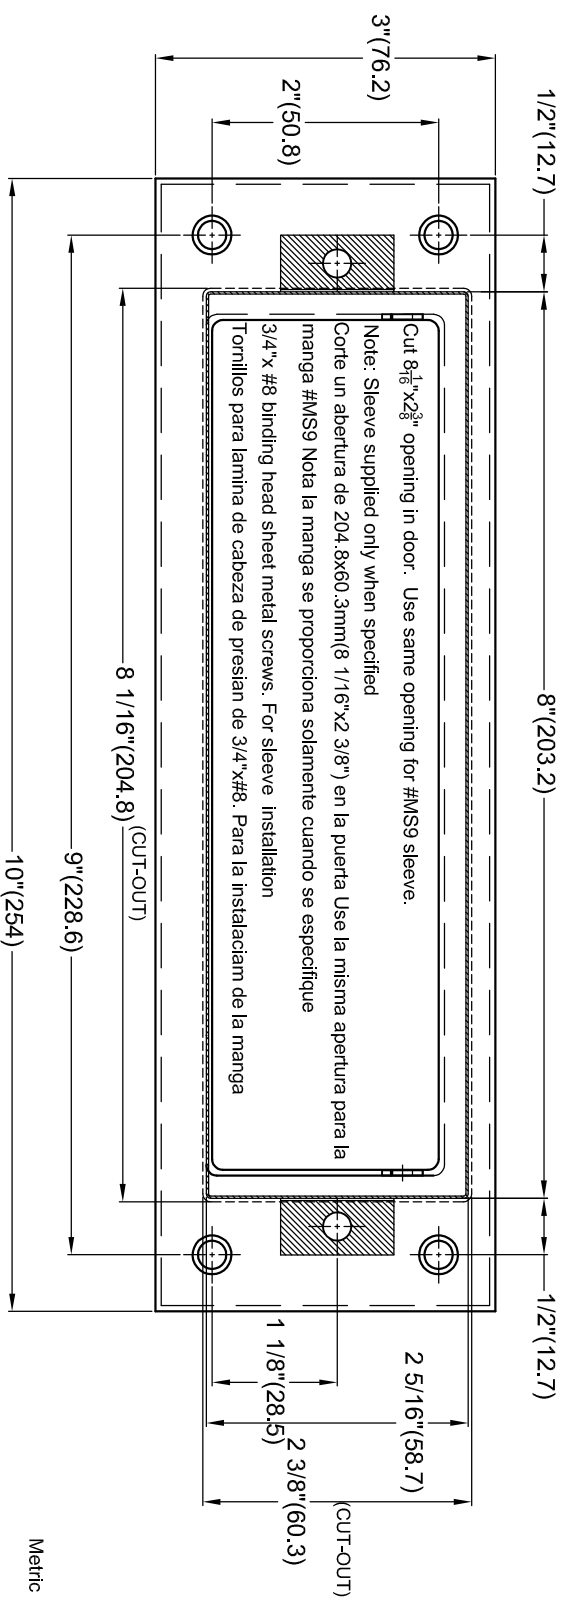 1/2"(12.7)
8"(203.2)
1/2"(12.7)
3"(76.2)
2"(50.8)
Cut 8 1/16"x2 3/8" opening in door. Use same opening for #MS9 sleeve.
Note: Sleeve supplied only when specified
Corte un abertura de 204.8x60.3mm(8 1/16"x2 3/8") en la puerta Use la misma apertura para la
manga #MS9 Nota la manga se proporciona solamente cuando se especifique
3/4"x #8 binding head sheet metal screws. For sleeve installation
Tornillos para lamina de cabeza de presian de 3/4"x#8. Para la instalaciam de la manga
2 5/16"(58.7)
1 1/8"(28.5)
2 3/8"(60.3)
(CUT-OUT)
8 1/16"(204.8)
(CUT-OUT)
9"(228.6)
10"(254)
Metric